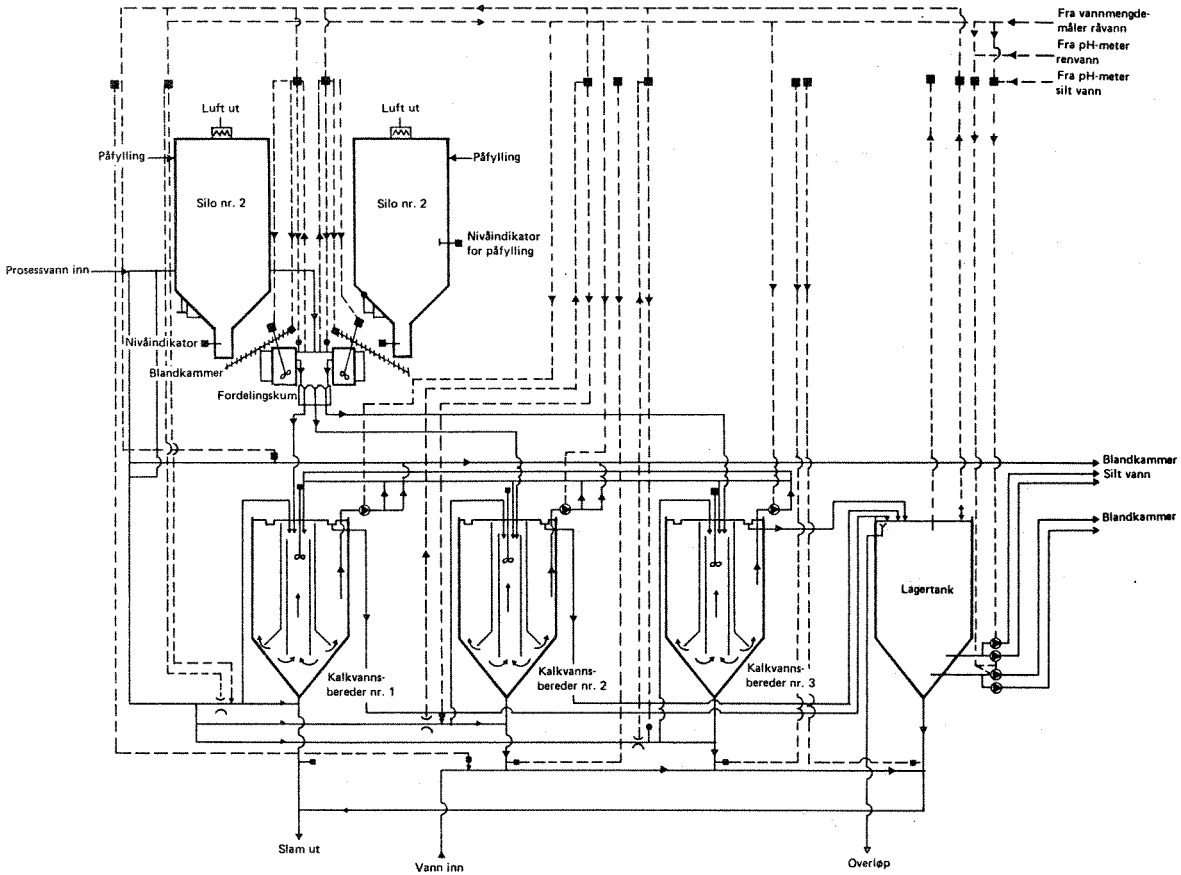 Fra vannmengde-
måler råvann
Fra pH-meter
renvann
Fra pH-meter
silt vann
Luft ut
Luft ut
Påfylling
Påfylling
Silo nr. 2
Silo nr. 2
Nivåindikator
for påfylling
Prosessvann inn
Nivåindikator
Blandkammer
Fordelingskum
Blandkammer
Silt vann
Blandkammer
Lagertank
Kalkvanns-
bereder nr. 1
Kalkvanns-
bereder nr. 2
Kalkvanns-
bereder nr. 3
Slam ut
Vann inn
Overløp